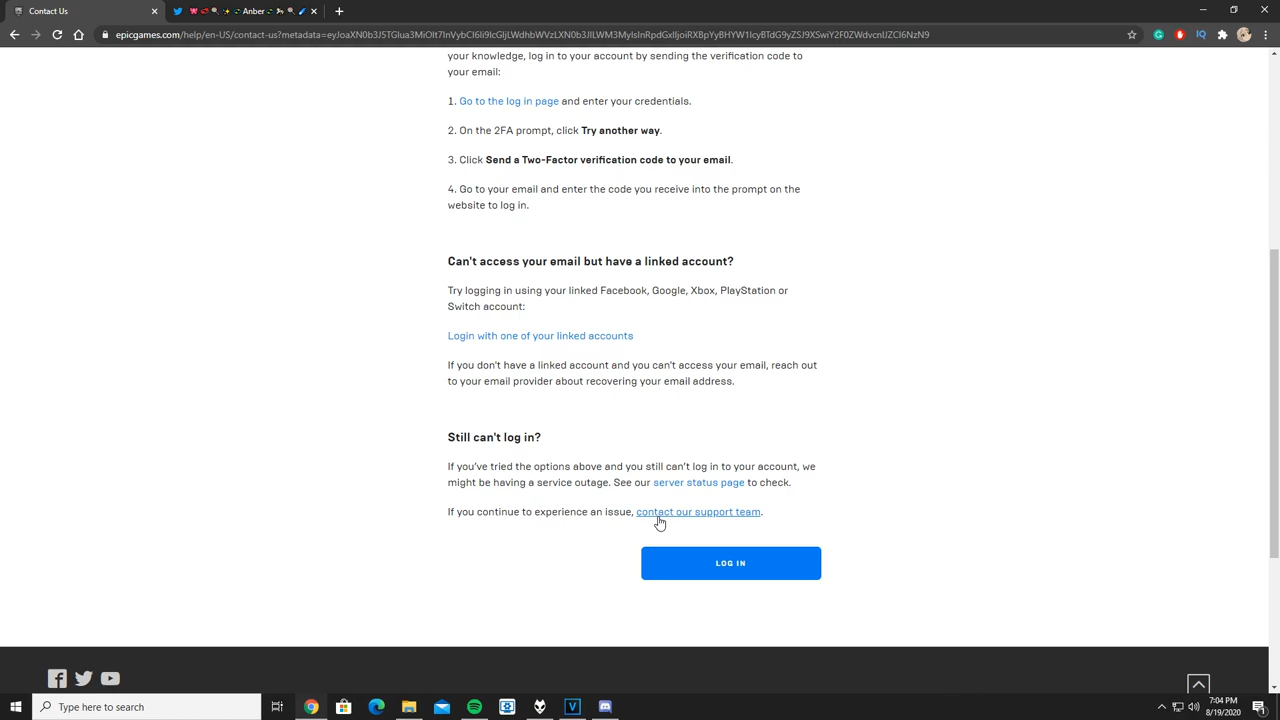 Contact Us
Anber
epicgames.com/help/en-US/contact-us?metadata=eyJoaXN0b3J5TGlua3MiOlt7InVybCI6Ii9lcGljLWdhbWVzLXN0b3JlLWM3MyIsInRpdGxlIjoiRXBpYyBHYW1lcyBTdG9yZSJ9XSwiY2F0ZWdvcnUZCI6NzN9
your knowledge, log in to your account by sending the verification code to
your email:
1. Go to the log in page and enter your credentials.
2. On the 2FA prompt, click Try another way.
3. Click Send a Two-Factor verification code to your email.
4. Go to your email and enter the code you receive into the prompt on the
website to log in.
Can't access your email but have a linked account?
Try logging in using your linked Facebook, Google, Xbox, PlayStation or
Switch account:
Login with one of your linked accounts
If you don't have a linked account and you can't access your email, reach out
to your email provider about recovering your email address.
Still can't log in?
If you've tried the options above and you still can't log in to your account, we
might be having a service outage. See our server status page to check.
If you continue to experience an issue, contact our support team.
LOG IN
Type here to search
7:04 PM
8/19/2020